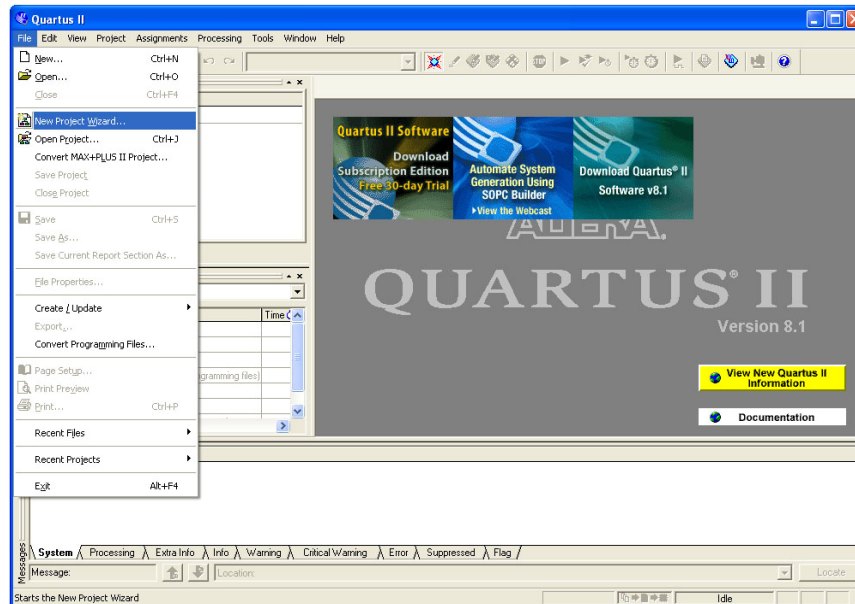 Quartus II
File Edit View Project Assignments Processing Tools Window Help
New... Ctrl+N
Open... Ctrl+O
Close Ctrl+F4
New Project Wizard...
Open Project... Ctrl+J
Convert MAX+PLUS II Project...
Save Project
Close Project
Save Ctrl+S
Save As...
Save Current Report Section As...
File Properties...
Create / Update
Export...
Convert Programming Files...
Page Setup...
Print Preview
Print... Ctrl+P
Recent Files
Recent Projects
Exit Alt+F4
Time
gramming files)
Quartus II Software
Download
Subscription Edition
Free 30-day Trial
Automate System
Generation Using
SOPC Builder
View the Webcast
Download Quartus® II
Software v8.1
ALTERA.
QUARTUS® II
Version 8.1
View New Quartus II
Information
Documentation
System Processing Extra Info Info Warning Critical Warning Error Suppressed Flag
Messages
Message: Location: Locate
Starts the New Project Wizard Idle